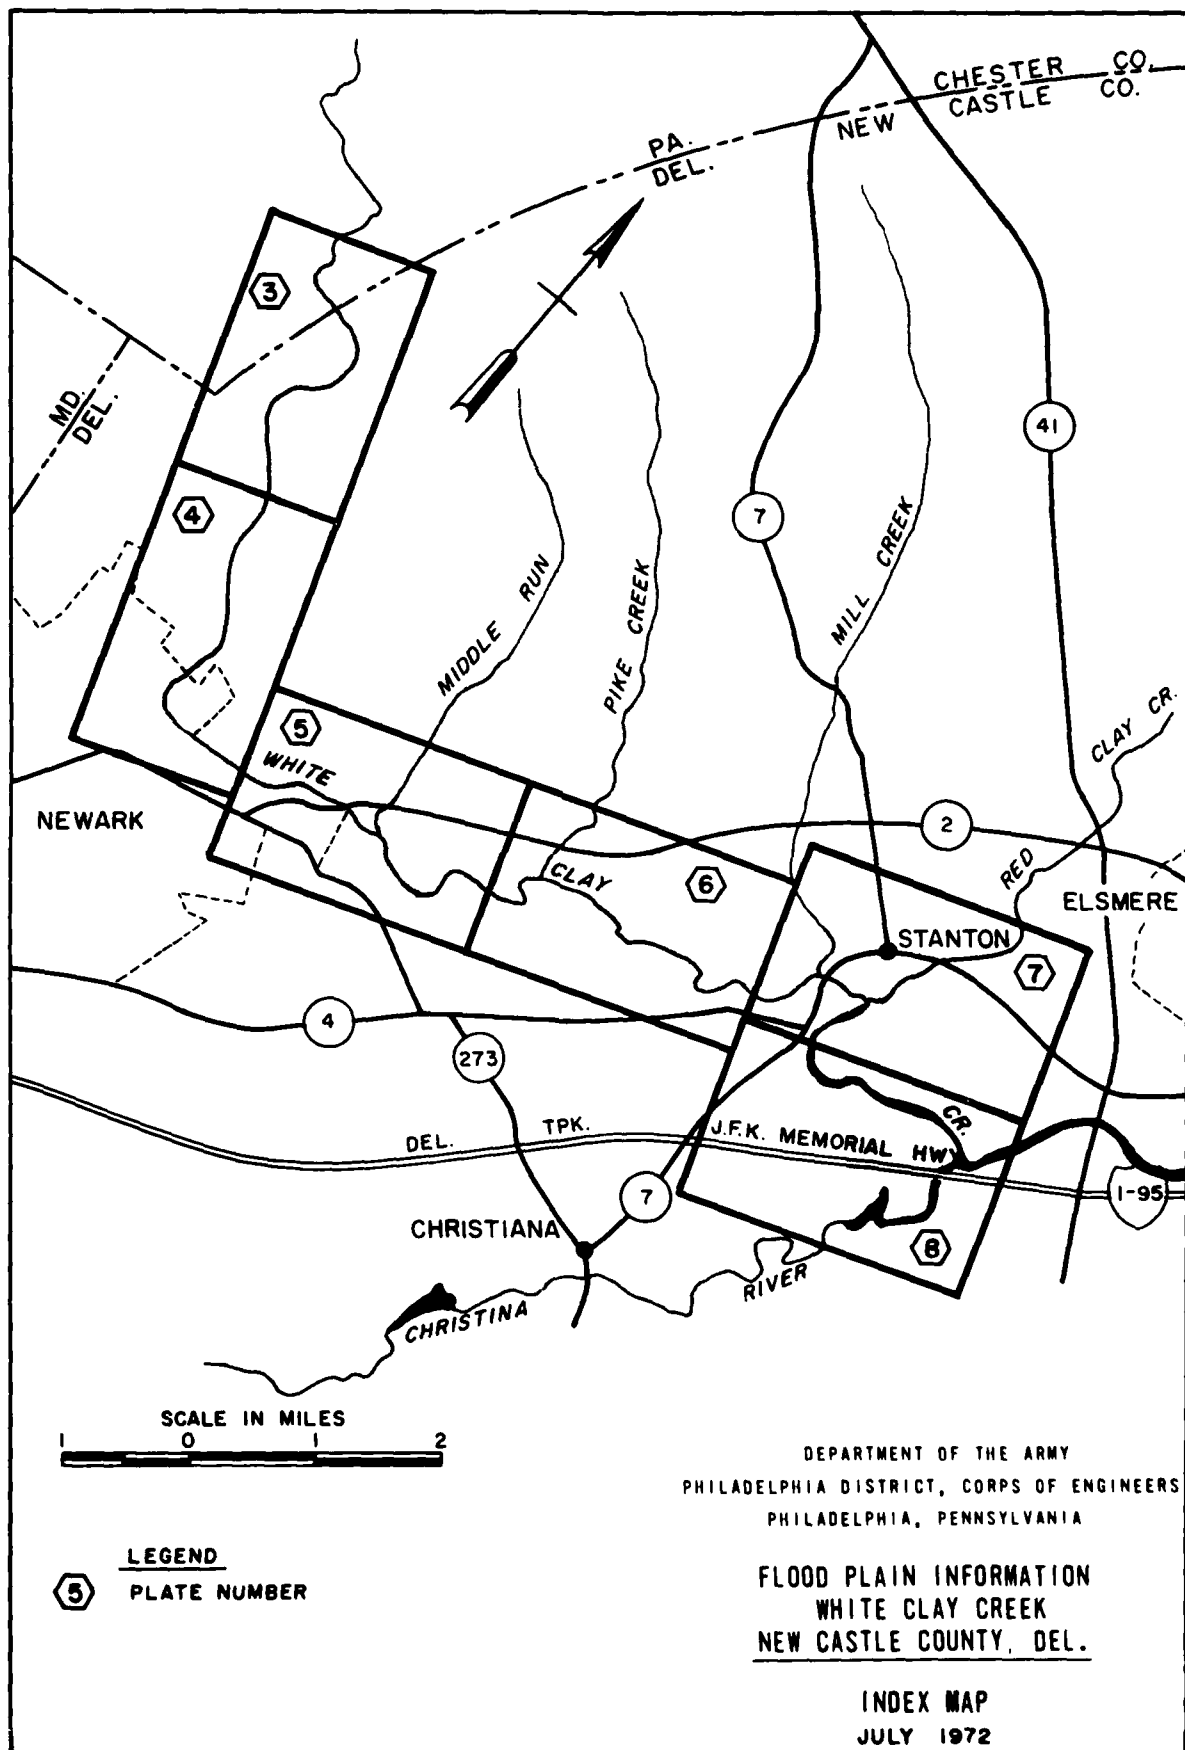 CHESTER CO.
NEW CASTLE CO.
PA.
DEL.
3
MD.
DEL.
4
41
7
MIDDLE RUN
PIKE CREEK
MILL CREEK
RED CLAY CR.
5
WHITE
NEWARK
2
CLAY
6
ELSMERE
STANTON
7
4
273
CR.
DEL. TPK.
J.F.K. MEMORIAL HWY
I-95
7
CHRISTIANA
8
CHRISTINA RIVER
SCALE IN MILES
1 0 1 2
LEGEND
5 PLATE NUMBER
DEPARTMENT OF THE ARMY
PHILADELPHIA DISTRICT, CORPS OF ENGINEERS
PHILADELPHIA, PENNSYLVANIA
FLOOD PLAIN INFORMATION
WHITE CLAY CREEK
NEW CASTLE COUNTY, DEL.
INDEX MAP
JULY 1972